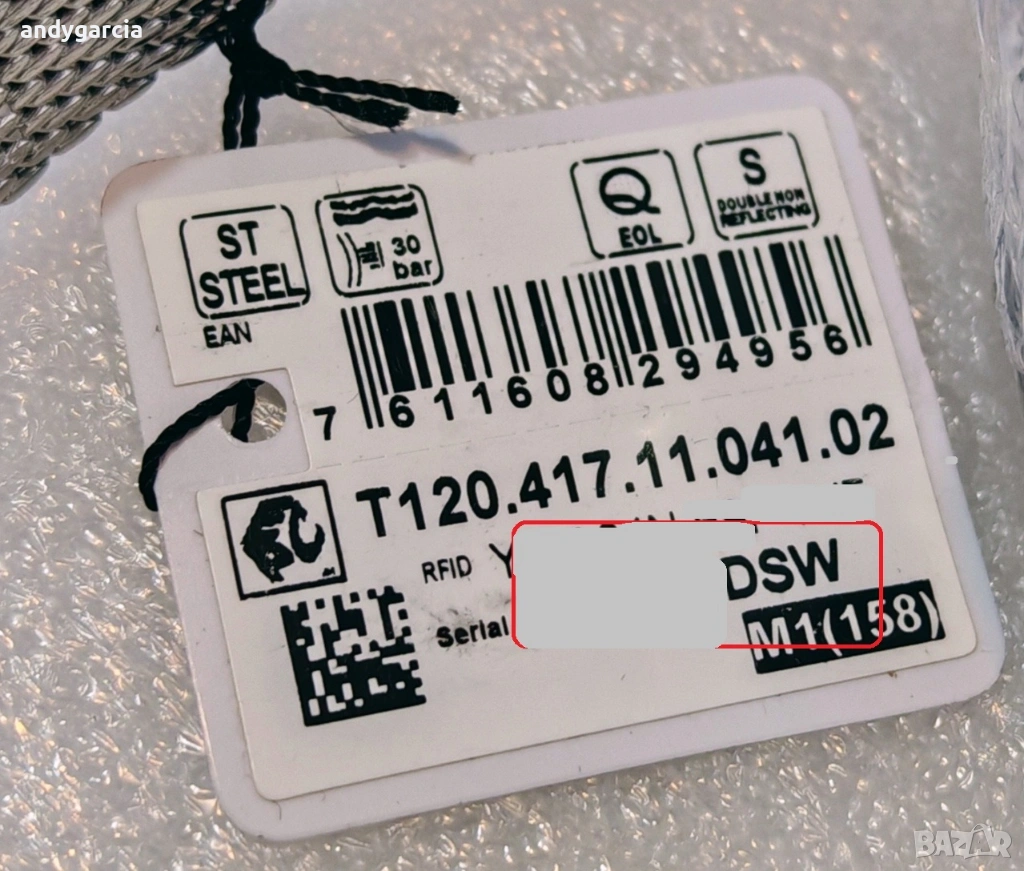 andygarcia
ST
STEEL
30
bar
Q
EOL
S
DOUBLE NON
REFLECTING
EAN
7 611608 294956
T120.417.11.041.02
RFID
Serial
DSW
M1(158)
BAZAR